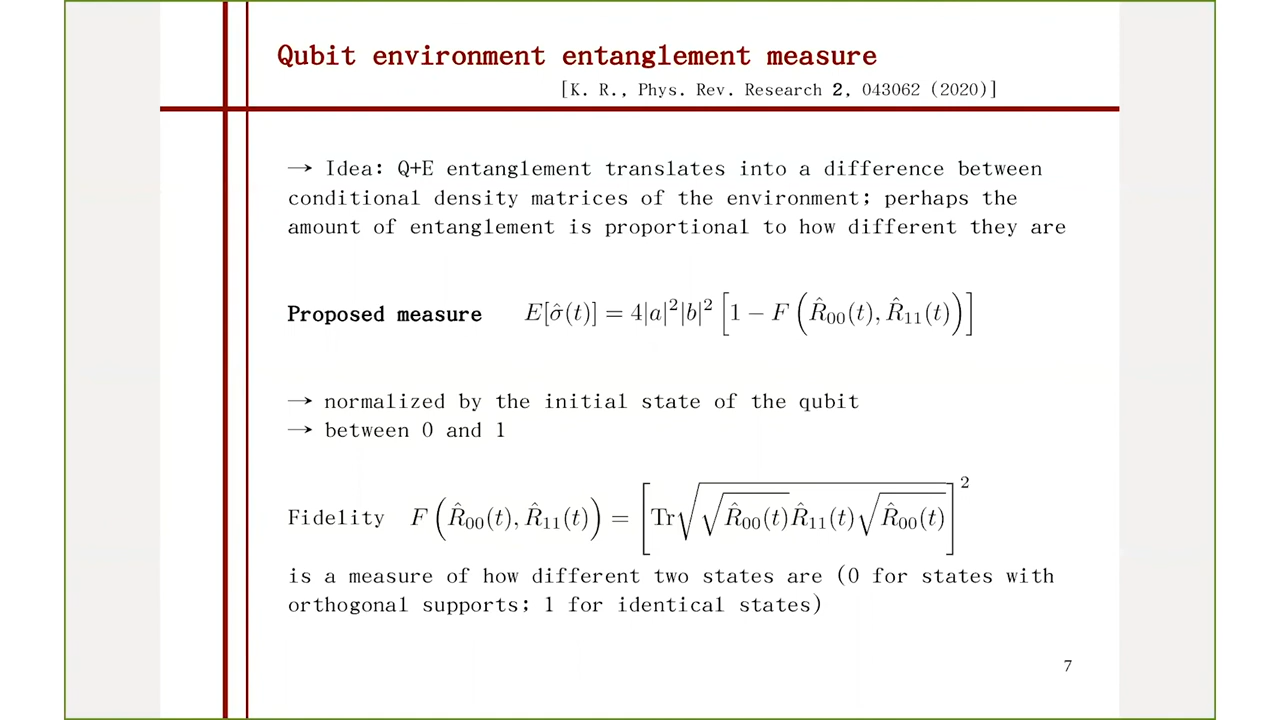 Qubit environment entanglement measure
[K. R., Phys. Rev. Research 2, 043062 (2020)]
→ Idea: Q+E entanglement translates into a difference between
conditional density matrices of the environment; perhaps the
amount of entanglement is proportional to how different they are
Proposed measure E[σ̂(t)] = 4|a|²|b|² [1 − F (R̂₀₀(t), R̂₁₁(t))]
→ normalized by the initial state of the qubit
→ between 0 and 1
Fidelity F (R̂₀₀(t), R̂₁₁(t)) = [Tr√(√(R̂₀₀(t)) R̂₁₁(t) √(R̂₀₀(t)))]²
is a measure of how different two states are (0 for states with
orthogonal supports; 1 for identical states)
7